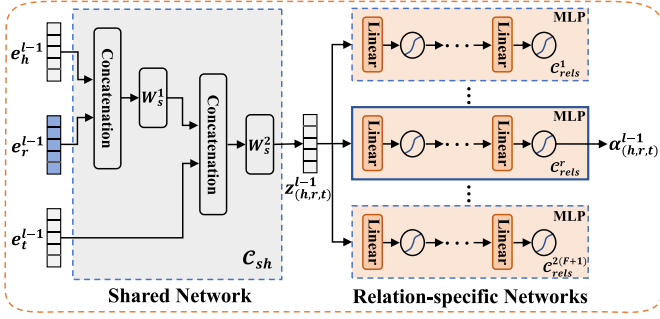 e_h^{l-1}
e_r^{l-1}
e_t^{l-1}
Concatenation
W_s^1
Concatenation
W_s^2
C_{sh}
Shared Network
z_{(h,r,t)}^{l-1}
MLP
Linear
...
Linear
C_{rels}^1
...
MLP
Linear
...
Linear
C_{rels}^r
α_{(h,r,t)}^{l-1}
...
MLP
Linear
...
Linear
C_{rels}^{2(F+1)}
Relation-specific Networks